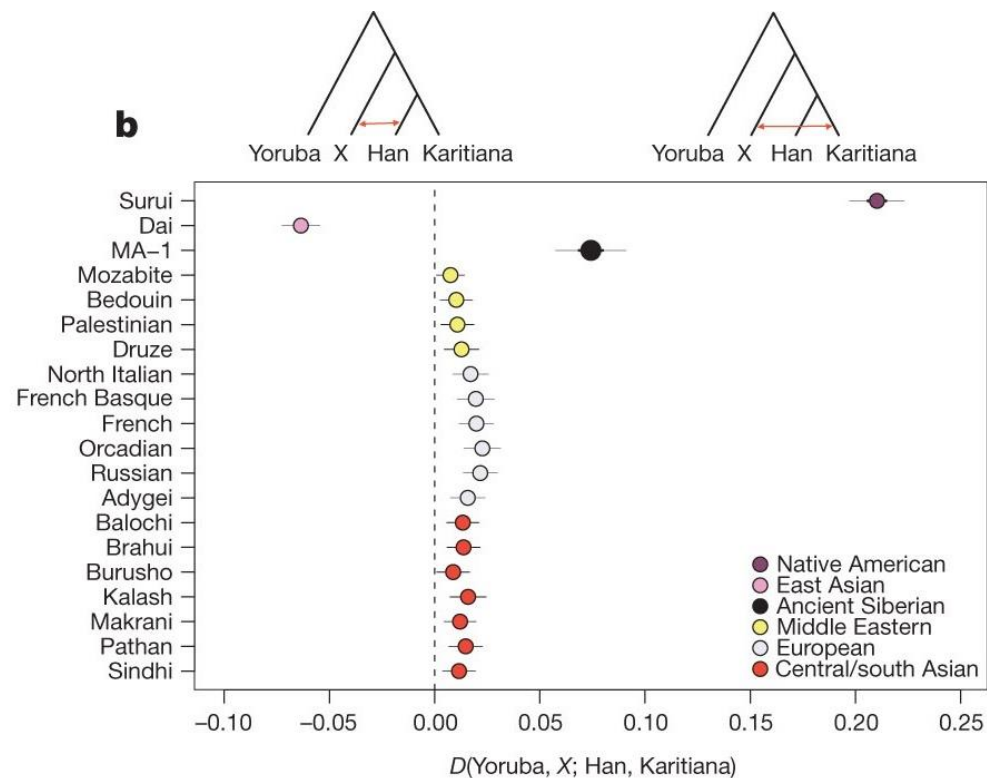 b
Yoruba X Han Karitiana
Yoruba X Han Karitiana
Surui
Dai
MA–1
Mozabite
Bedouin
Palestinian
Druze
North Italian
French Basque
French
Orcadian
Russian
Adygei
Balochi
Brahui
Burusho
Kalash
Makrani
Pathan
Sindhi
Native American
East Asian
Ancient Siberian
Middle Eastern
European
Central/south Asian
−0.10 −0.05 0.00 0.05 0.10 0.15 0.20 0.25
D(Yoruba, X; Han, Karitiana)